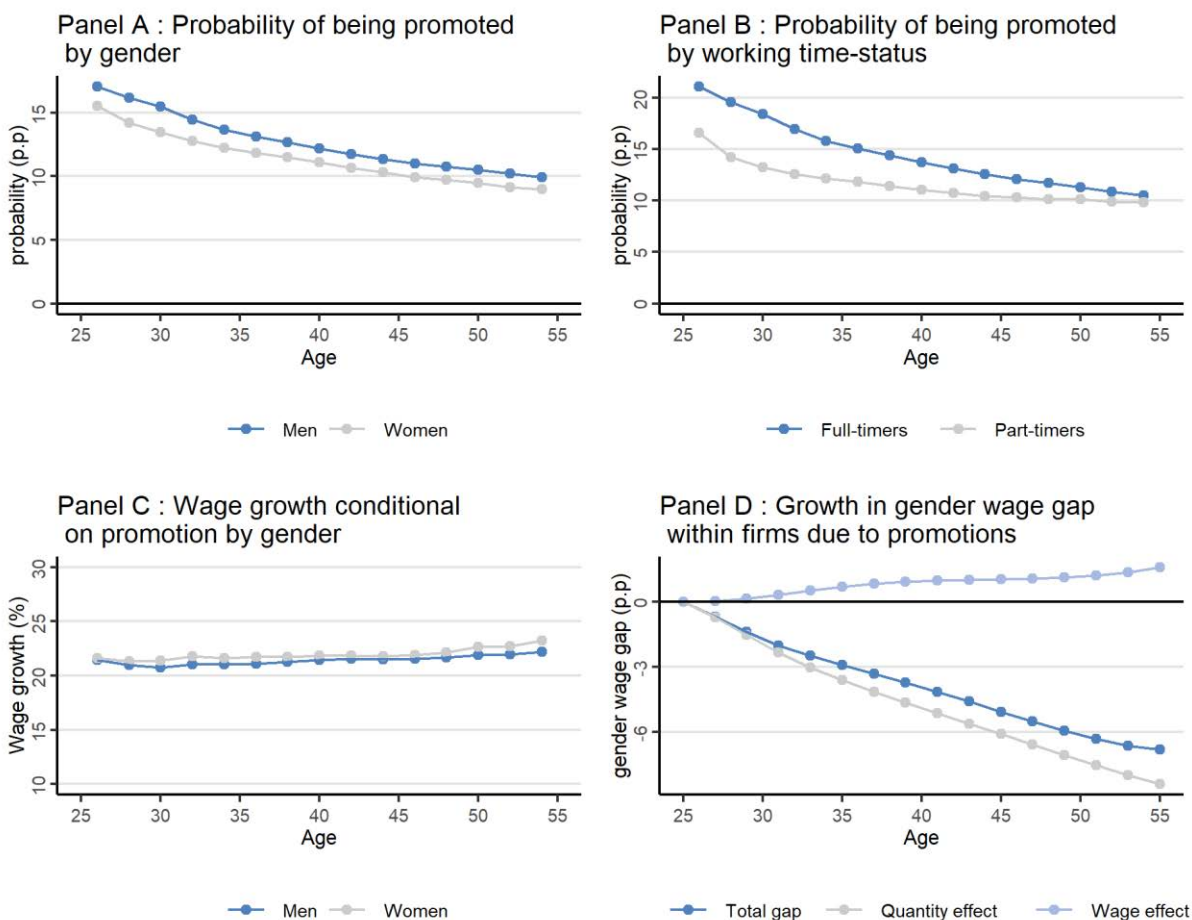 Panel A : Probability of being promoted
by gender
probability (p.p)
15
10
5
0
25 30 35 40 45 50 55
Age
Men Women
Panel B : Probability of being promoted
by working time-status
probability (p.p)
20
15
10
5
0
25 30 35 40 45 50 55
Age
Full-timers Part-timers
Panel C : Wage growth conditional
on promotion by gender
Wage growth (%)
30
25
20
15
10
25 30 35 40 45 50 55
Age
Men Women
Panel D : Growth in gender wage gap
within firms due to promotions
gender wage gap (p.p)
0
-3
-6
25 30 35 40 45 50 55
Age
Total gap Quantity effect Wage effect